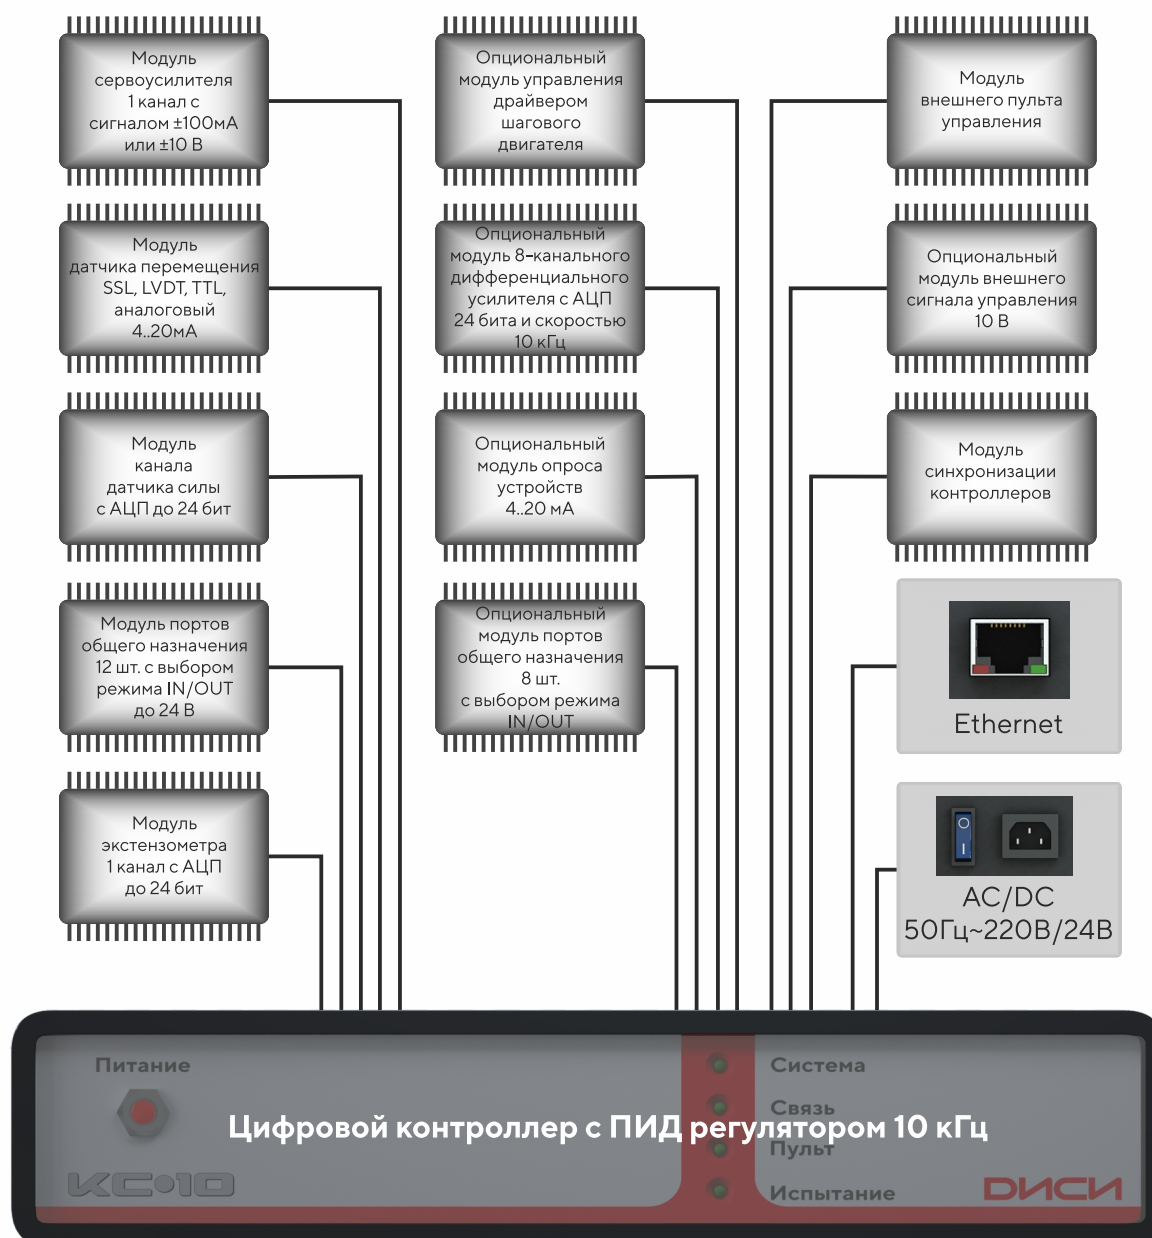 Модуль
сервоусилителя
1 канал с
сигналом ±100мА
или ±10 В
Модуль
датчика перемещения
SSL, LVDT, TTL,
аналоговый
4..20мА
Модуль
канала
датчика силы
с АЦП до 24 бит
Модуль портов
общего назначения
12 шт. с выбором
режима IN/OUT
до 24 В
Модуль
экстензометра
1 канал с АЦП
до 24 бит
Опциональный
модуль управления
драйвером
шагового
двигателя
Опциональный
модуль 8-канального
дифференциального
усилителя с АЦП
24 бита и скоростью
10 кГц
Опциональный
модуль опроса
устройств
4..20 мА
Опциональный
модуль портов
общего назначения
8 шт.
с выбором режима
IN/OUT
Модуль
внешнего пульта
управления
Опциональный
модуль внешнего
сигнала управления
10 В
Модуль
синхронизации
контроллеров
Ethernet
AC/DC
50Гц~220В/24В
Питание
Система
Связь
Цифровой контроллер с ПИД регулятором 10 кГц
Пульт
Испытание
КС•10
ДИСИ